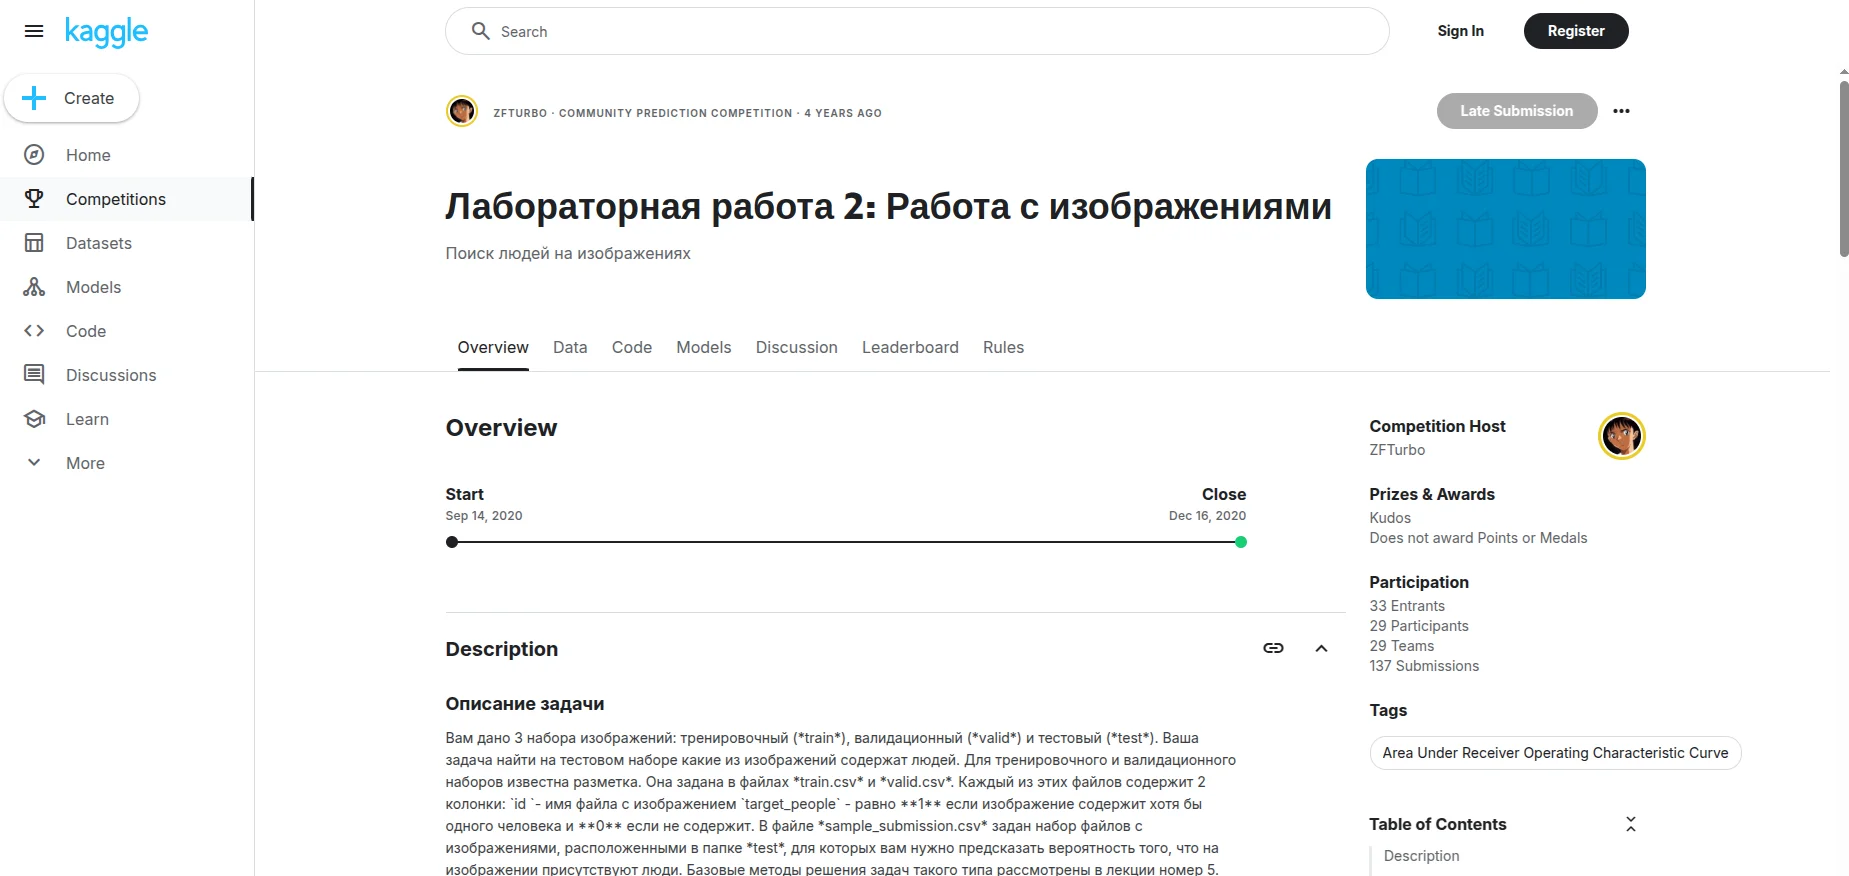 kaggle
Search
Sign In
Register
Create
Home
Competitions
Datasets
Models
Code
Discussions
Learn
More
ZFTURBO · COMMUNITY PREDICTION COMPETITION · 4 YEARS AGO
Late Submission
Лабораторная работа 2: Работа с изображениями
Поиск людей на изображениях
Overview Data Code Models Discussion Leaderboard Rules
Overview
Start
Sep 14, 2020
Close
Dec 16, 2020
Description
Описание задачи
Вам дано 3 набора изображений: тренировочный (*train*), валидационный (*valid*) и тестовый (*test*). Ваша
задача найти на тестовом наборе какие из изображений содержат людей. Для тренировочного и валидационного
наборов известна разметка. Она задана в файлах *train.csv* и *valid.csv*. Каждый из этих файлов содержит 2
колонки: `id `- имя файла с изображением `target_people` - равно **1** если изображение содержит хотя бы
одного человека и **0** если не содержит. В файле *sample_submission.csv* задан набор файлов с
изображениями, расположенными в папке *test*, для которых вам нужно предсказать вероятность того, что на
изображении присутствуют люди. Базовые методы решения задач такого типа рассмотрены в лекции номер 5.
Competition Host
ZFTurbo
Prizes & Awards
Kudos
Does not award Points or Medals
Participation
33 Entrants
29 Participants
29 Teams
137 Submissions
Tags
Area Under Receiver Operating Characteristic Curve
Table of Contents
Description